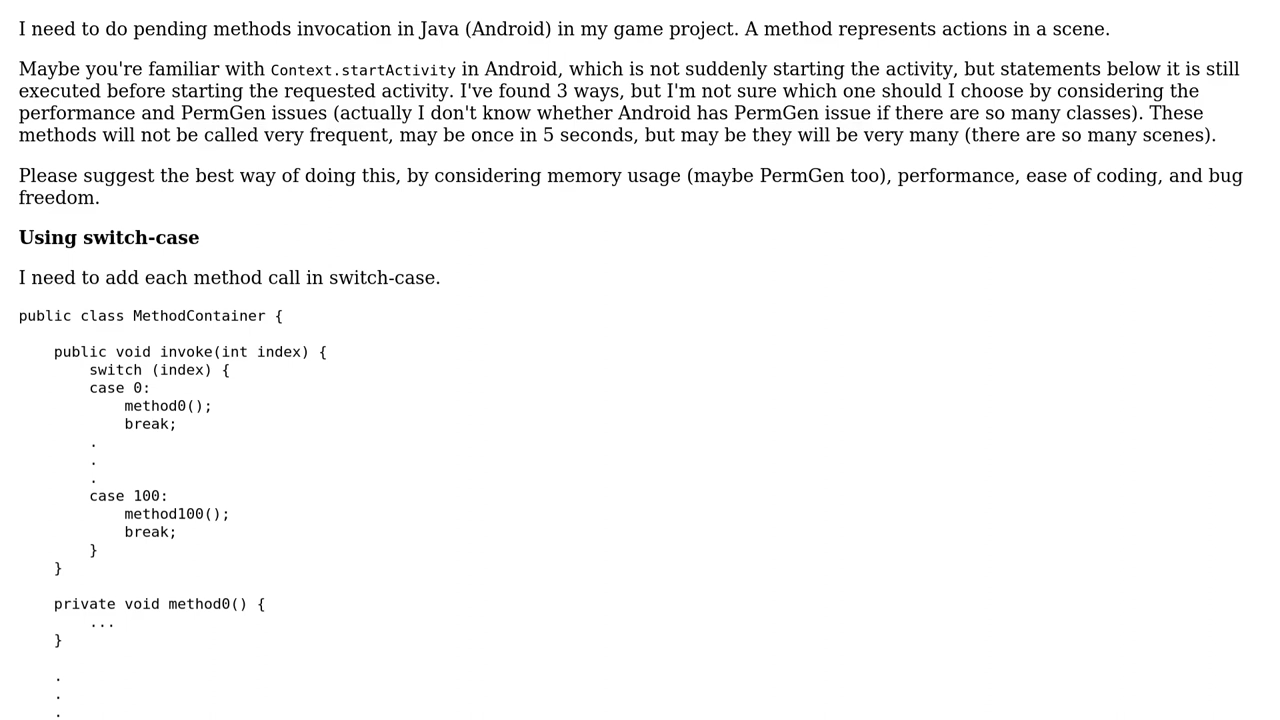 I need to do pending methods invocation in Java (Android) in my game project. A method represents actions in a scene.
Maybe you're familiar with Context.startActivity in Android, which is not suddenly starting the activity, but statements below it is still
executed before starting the requested activity. I've found 3 ways, but I'm not sure which one should I choose by considering the
performance and PermGen issues (actually I don't know whether Android has PermGen issue if there are so many classes). These
methods will not be called very frequent, may be once in 5 seconds, but may be they will be very many (there are so many scenes).
Please suggest the best way of doing this, by considering memory usage (maybe PermGen too), performance, ease of coding, and bug
freedom.
Using switch-case
I need to add each method call in switch-case.
public class MethodContainer {
    public void invoke(int index) {
        switch (index) {
        case 0:
            method0();
            break;
        .
        .
        .
        case 100:
            method100();
            break;
        }
    }
    private void method0() {
        ...
    }
    .
    .
    .